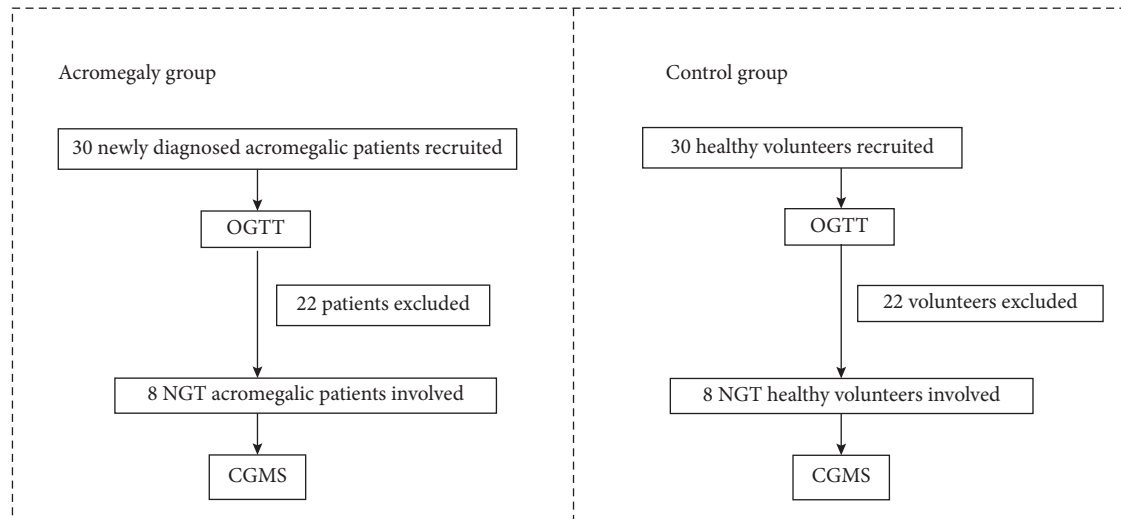 Acromegaly group
30 newly diagnosed acromegalic patients recruited
OGTT
22 patients excluded
8 NGT acromegalic patients involved
CGMS
Control group
30 healthy volunteers recruited
OGTT
22 volunteers excluded
8 NGT healthy volunteers involved
CGMS